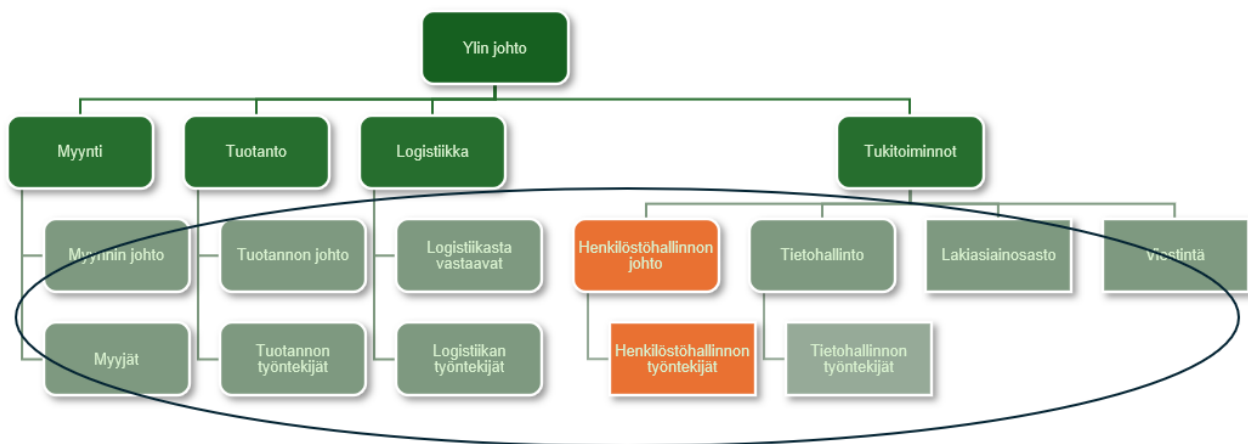 Ylin johto
Myynti
Tuotanto
Logistiikka
Tukitoiminnot
Myynnin johto
Tuotannon johto
Logistiikasta
vastaavat
Henkilöstöhallinnon
johto
Tietohallinto
Lakiasiainosasto
Viestintä
Myyjät
Tuotannon
työntekijät
Logistiikan
työntekijät
Henkilöstöhallinnon
työntekijät
Tietohallinnon
työntekijät